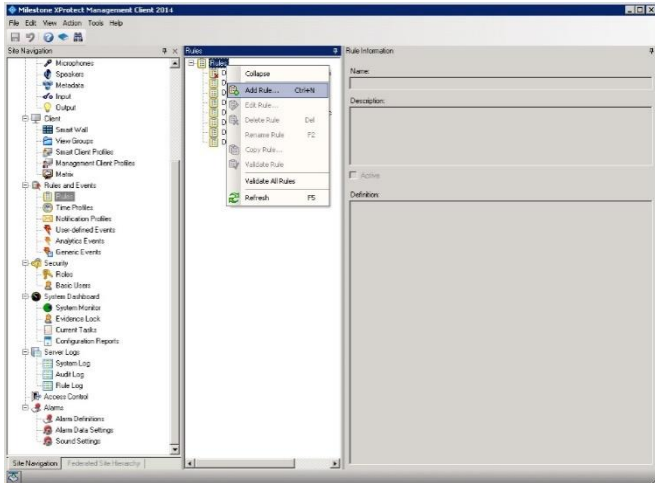 Milestone XProtect Management Client 2014
File Edit View Action Tools Help
Site Navigation
Microphones
Speakers
Metadata
Input
Output
Client
Smart Wall
View Groups
Smart Client Profiles
Management Client Profiles
Matrix
Rules and Events
Rules
Time Profiles
Notification Profiles
User-defined Events
Analytics Events
Generic Events
Security
Roles
Basic Users
System Dashboard
System Monitor
Evidence Lock
Current Tasks
Configuration Reports
Server Logs
System Log
Audit Log
Rule Log
Access Control
Alarms
Alarm Definitions
Alarm Data Settings
Sound Settings
Site Navigation Federated Site Hierarchy
Rules
Rules
Collapse
Add Rule... Ctrl+N
Edit Rule...
Delete Rule Del
Rename Rule F2
Copy Rule...
Validate Rule
Validate All Rules
Refresh F5
Rule Information
Name:
Description:
Active
Definition: